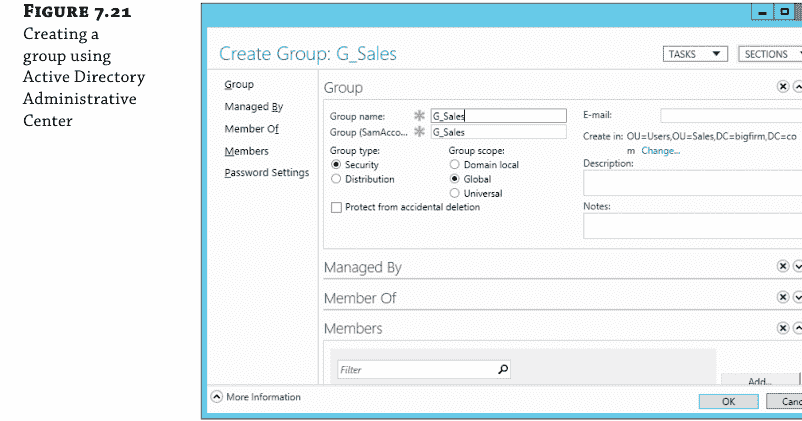 FIGURE 7.21
Creating a
group using
Active Directory
Administrative
Center
Create Group: G_Sales
TASKS
SECTIONS
Group
Managed By
Member Of
Members
Password Settings
Group
Group name: G_Sales
Group (SamAcco... G_Sales
Group type:
Security
Distribution
Group scope:
Domain local
Global
Universal
Protect from accidental deletion
E-mail:
Create in: OU=Users,OU=Sales,DC=bigfirm,DC=co
m Change...
Description:
Notes:
Managed By
Member Of
Members
Filter
Add...
More Information
OK
Canc